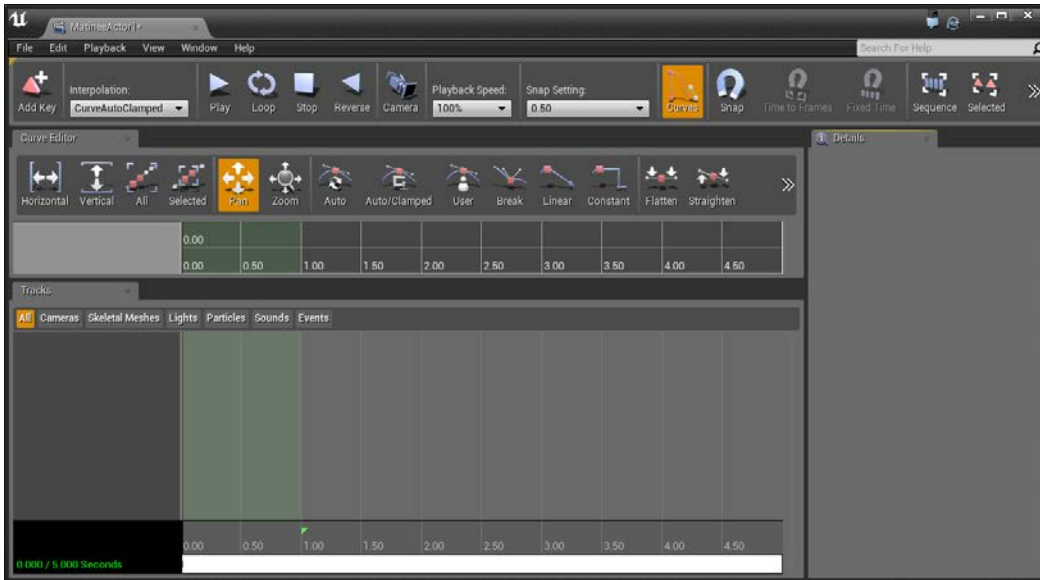 MatineeActor1*
File Edit Playback View Window Help
Search For Help
Add Key
Interpolation:
CurveAutoClamped
Play Loop Stop Reverse Camera
Playback Speed:
100%
Snap Setting:
0.50
Curves Snap Time to Frames Fixed Time Sequence Selected
Curve Editor
Details
Horizontal Vertical All Selected Pan Zoom Auto Auto/Clamped User Break Linear Constant Flatten Straighten
0.00
0.00 0.50 1.00 1.50 2.00 2.50 3.00 3.50 4.00 4.50
Tracks
All Cameras Skeletal Meshes Lights Particles Sounds Events
0.00 0.50 1.00 1.50 2.00 2.50 3.00 3.50 4.00 4.50
0.000 / 5.000 Seconds